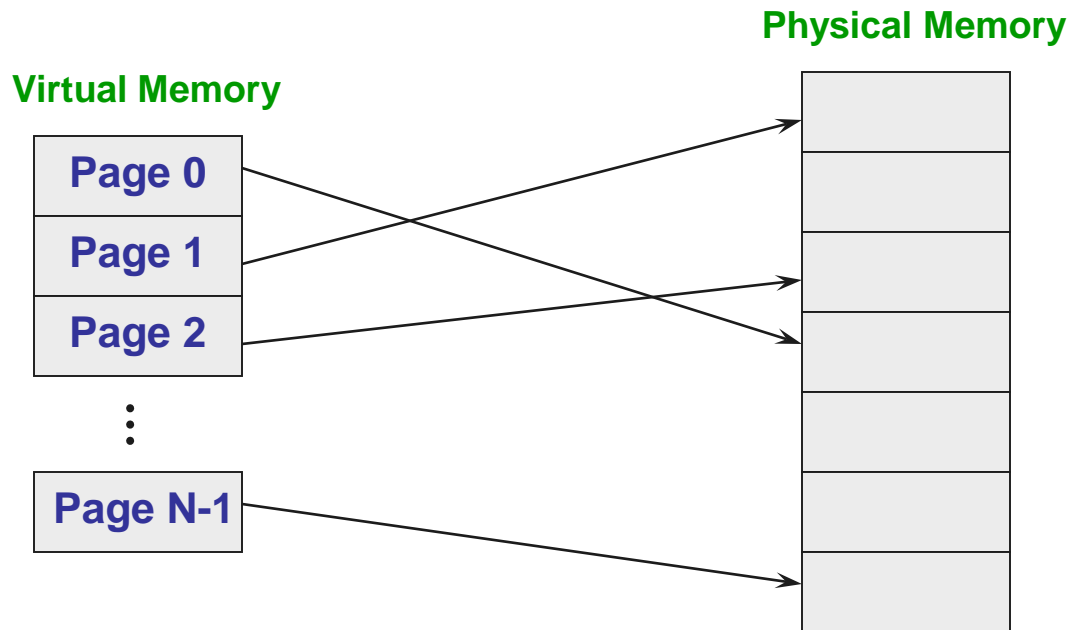 Physical Memory
Virtual Memory
Page 0
Page 1
Page 2
Page N-1